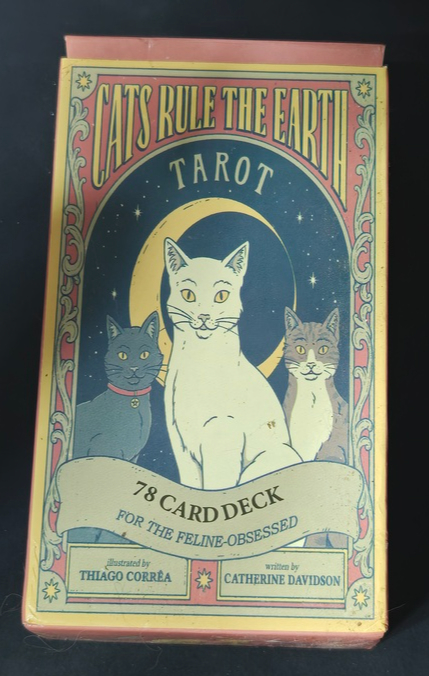 CATS RULE THE EARTH
TAROT
78 CARD DECK
FOR THE FELINE-OBSESSED
illustrated by
THIAGO CORRÊA
written by
CATHERINE DAVIDSON